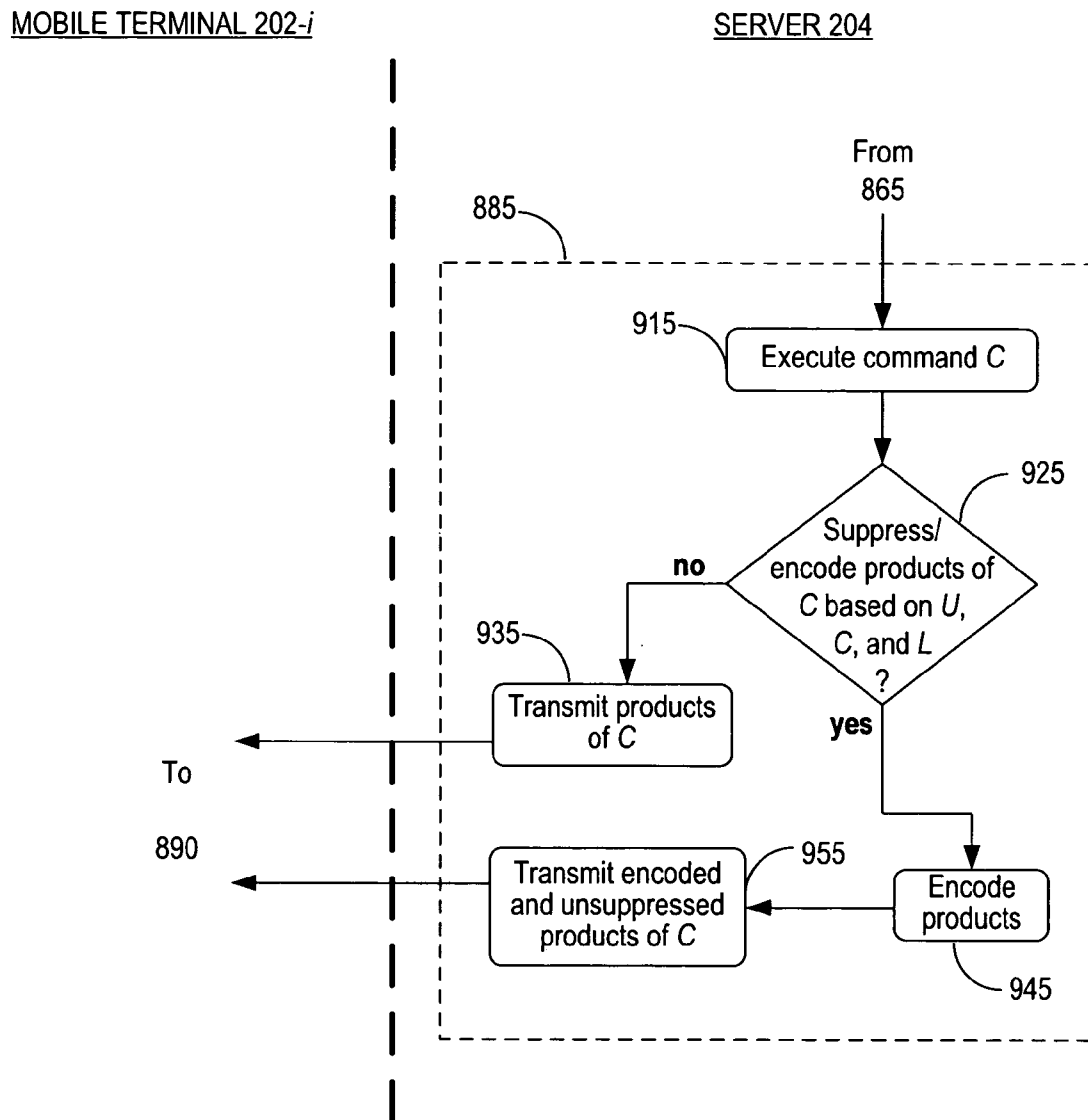 MOBILE TERMINAL 202-i
SERVER 204
From
865
885
915
Execute command C
925
Suppress/
encode products of
C based on U,
C, and L
?
no
yes
935
Transmit products
of C
To
890
955
Transmit encoded
and unsuppressed
products of C
Encode
products
945